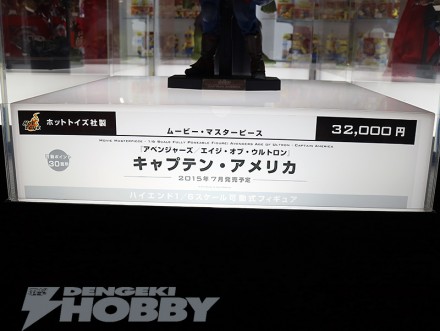 ホットトイズ社製
ムービー・マスターピース
32,000円
Movie Masterpiece - 1/6 Scale Fully Poseable Figure: Avengers Age Of Ultron - Captain America
『アベンジャーズ/エイジ・オブ・ウルトロン』
キャプテン・アメリカ
2015年7月発売予定
30
ハイエンド1/6スケール可動式フィギュア
DENGEKI
HOBBY